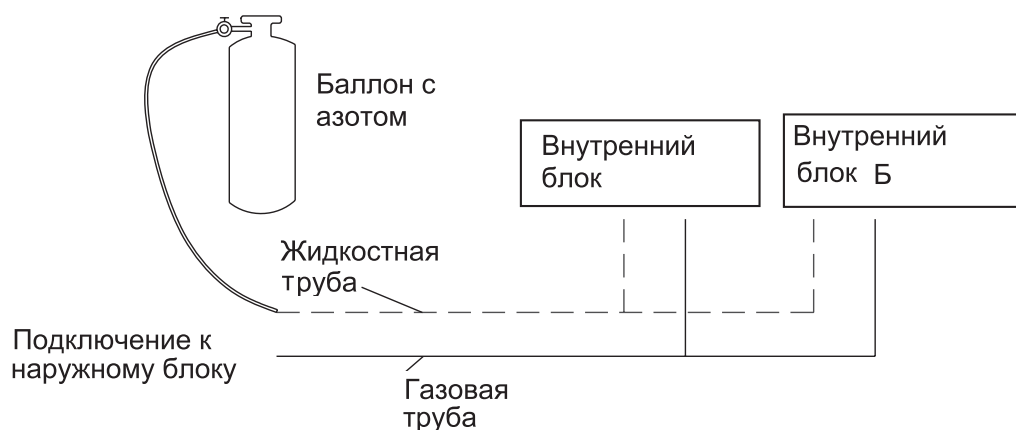 Баллон с
азотом
Внутренний
блок
Внутренний
блок Б
Жидкостная
труба
Подключение к
наружному блоку
Газовая
труба